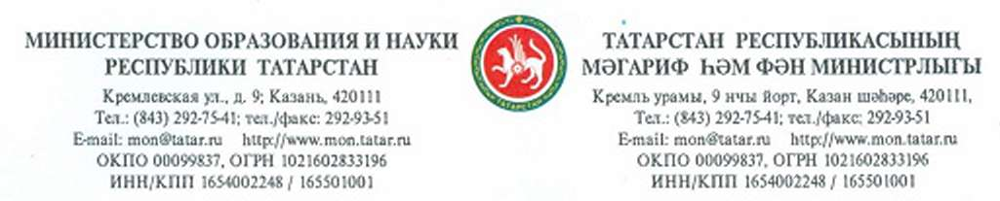 МИНИСТЕРСТВО ОБРАЗОВАНИЯ И НАУКИ
РЕСПУБЛИКИ ТАТАРСТАН
Кремлевская ул., д. 9; Казань, 420111
Тел.: (843) 292-75-41; тел./факс: 292-93-51
E-mail: mon@tatar.ru http://www.mon.tatar.ru
ОКПО 00099837, ОГРН 1021602833196
ИНН/КПП 1654002248 / 165501001
ТАТАРСТАН
ТАТАРСТАН РЕСПУБЛИКАСЫНЫҢ
МӘГАРИФ ҺӘМ ФӘН МИНИСТРЛЫГЫ
Кремль урамы, 9 нчы йорт, Казан шәһәре, 420111,
Тел.: (843) 292-75-41; тел./факс: 292-93-51
E-mail: mon@tatar.ru http://www.mon.tatar.ru
ОКПО 00099837, ОГРН 1021602833196
ИНН/КПП 1654002248 / 165501001